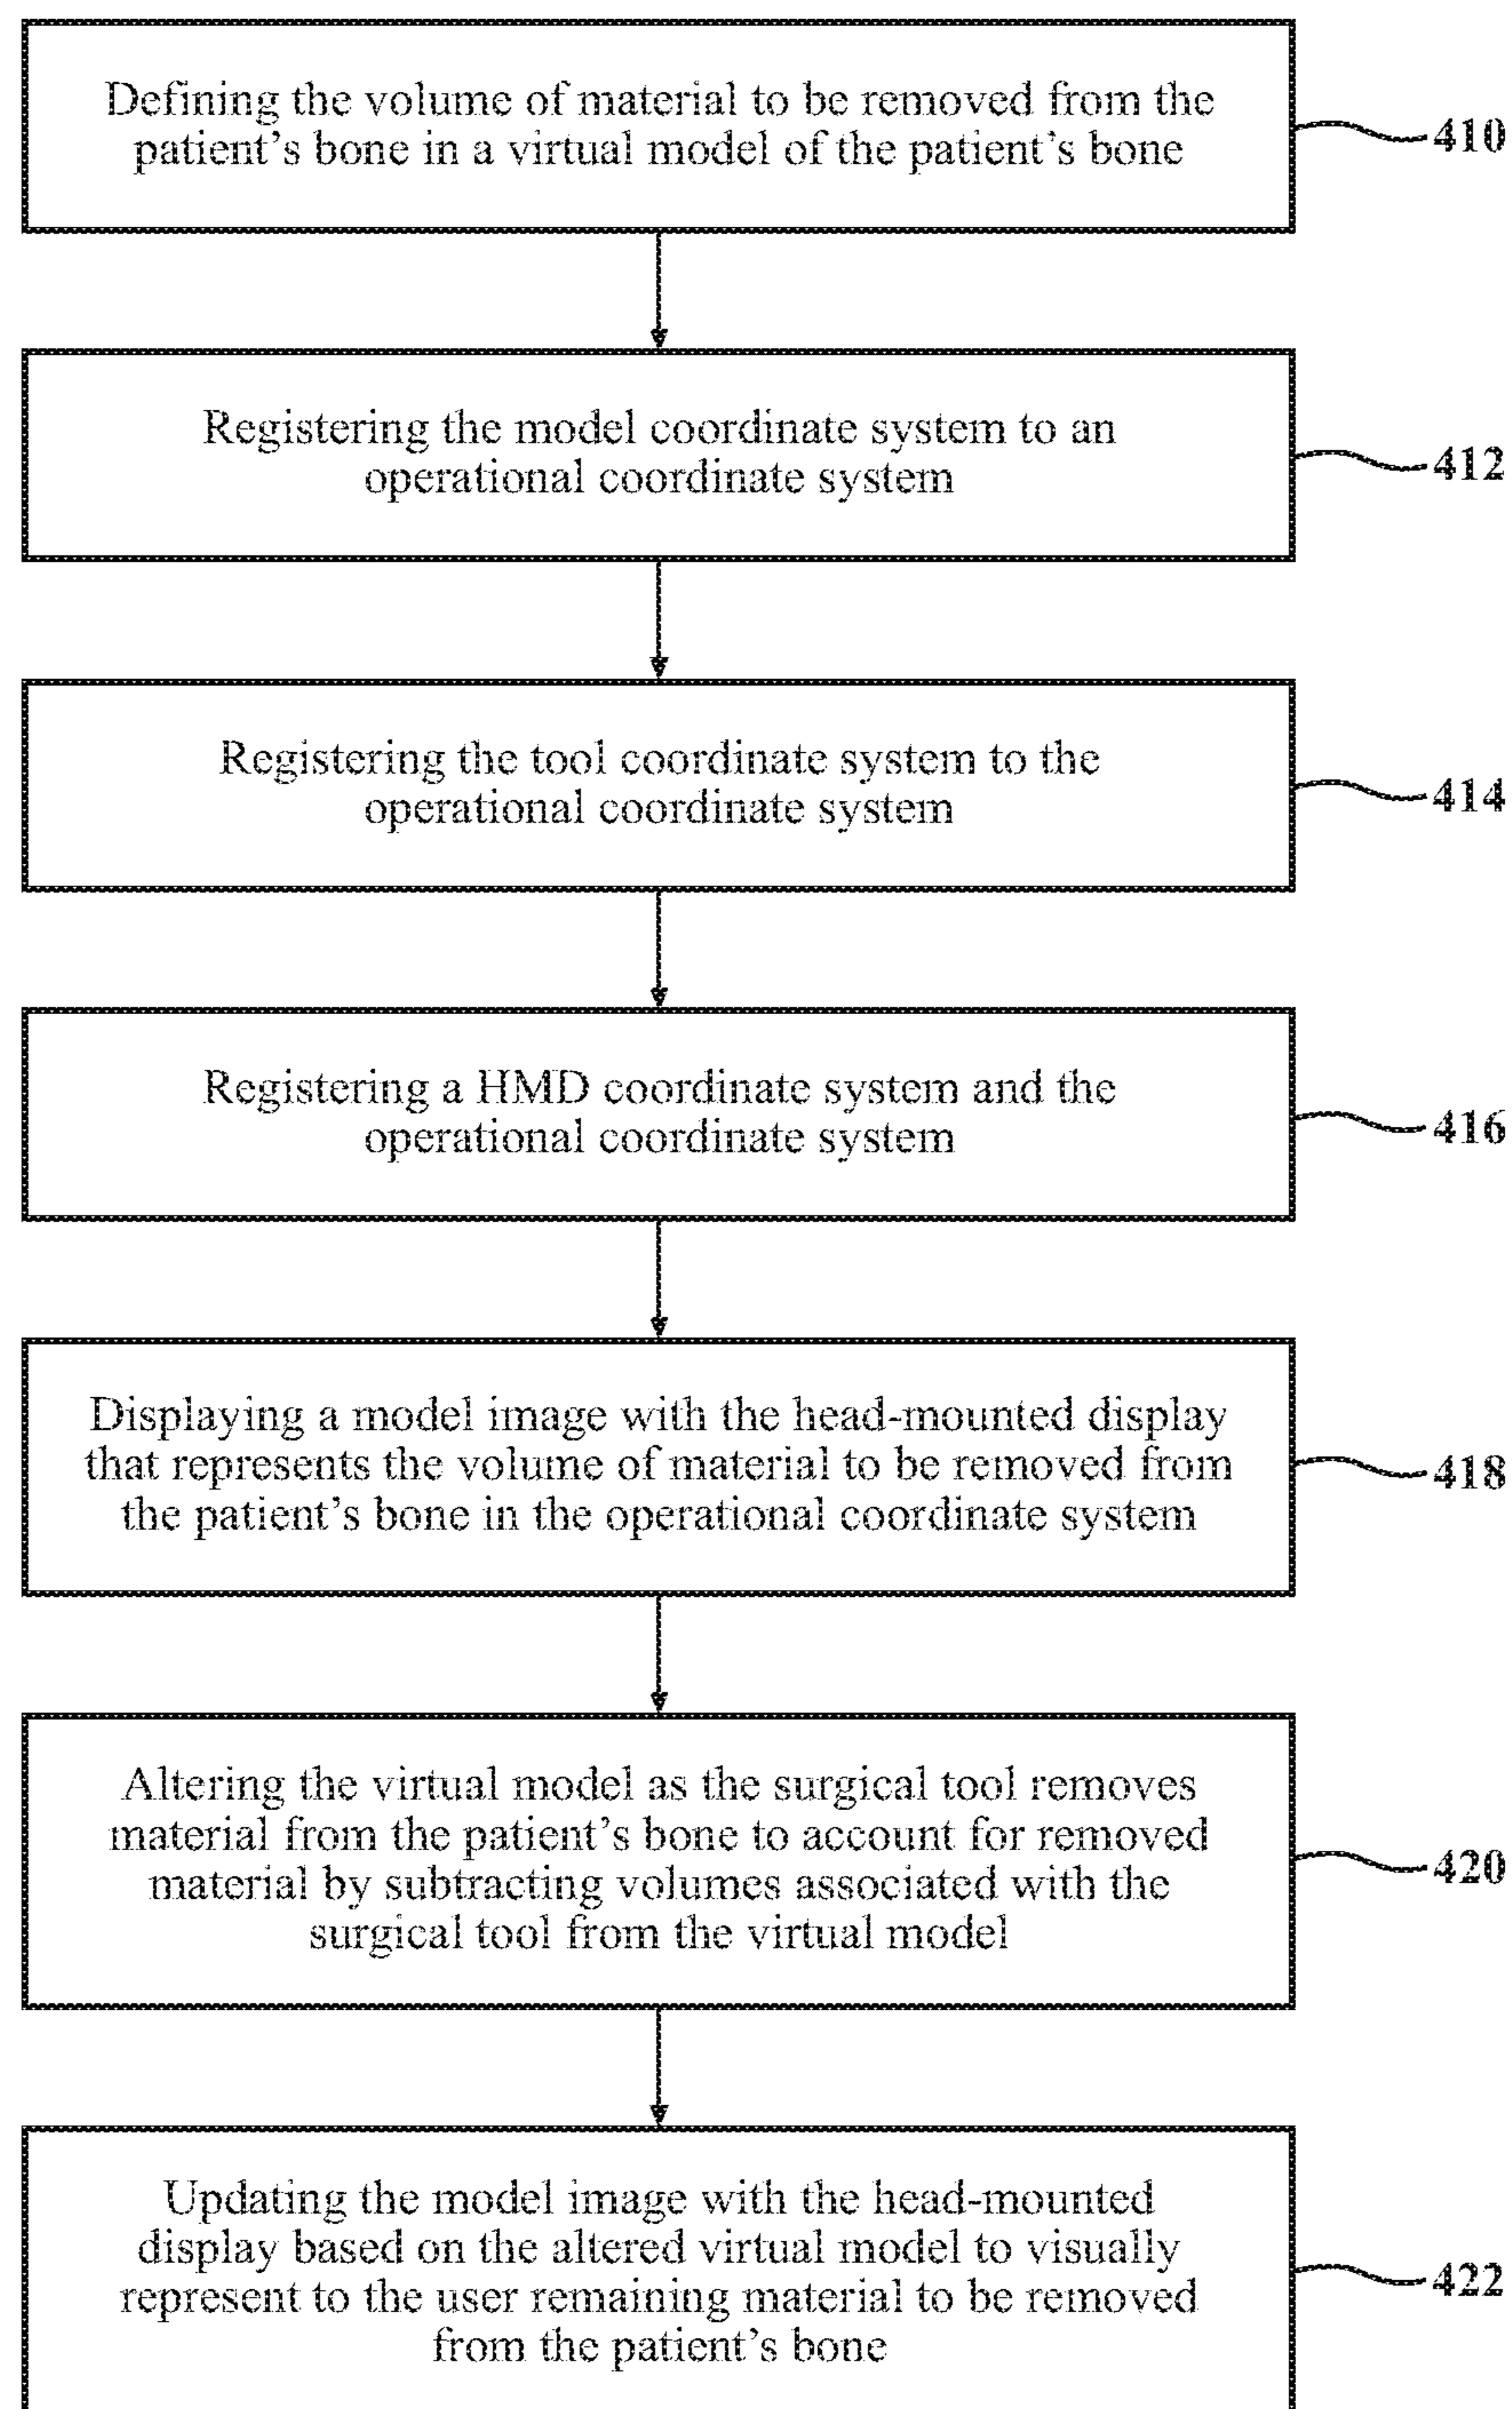 Defining the volume of material to be removed from the
patient's bone in a virtual model of the patient's bone
410
Registering the model coordinate system to an
operational coordinate system
412
Registering the tool coordinate system to the
operational coordinate system
414
Registering a HMD coordinate system and the
operational coordinate system
416
Displaying a model image with the head-mounted display
that represents the volume of material to be removed from
the patient's bone in the operational coordinate system
418
Altering the virtual model as the surgical tool removes
material from the patient's bone to account for removed
material by subtracting volumes associated with the
surgical tool from the virtual model
420
Updating the model image with the head-mounted
display based on the altered virtual model to visually
represent to the user remaining material to be removed
from the patient's bone
422